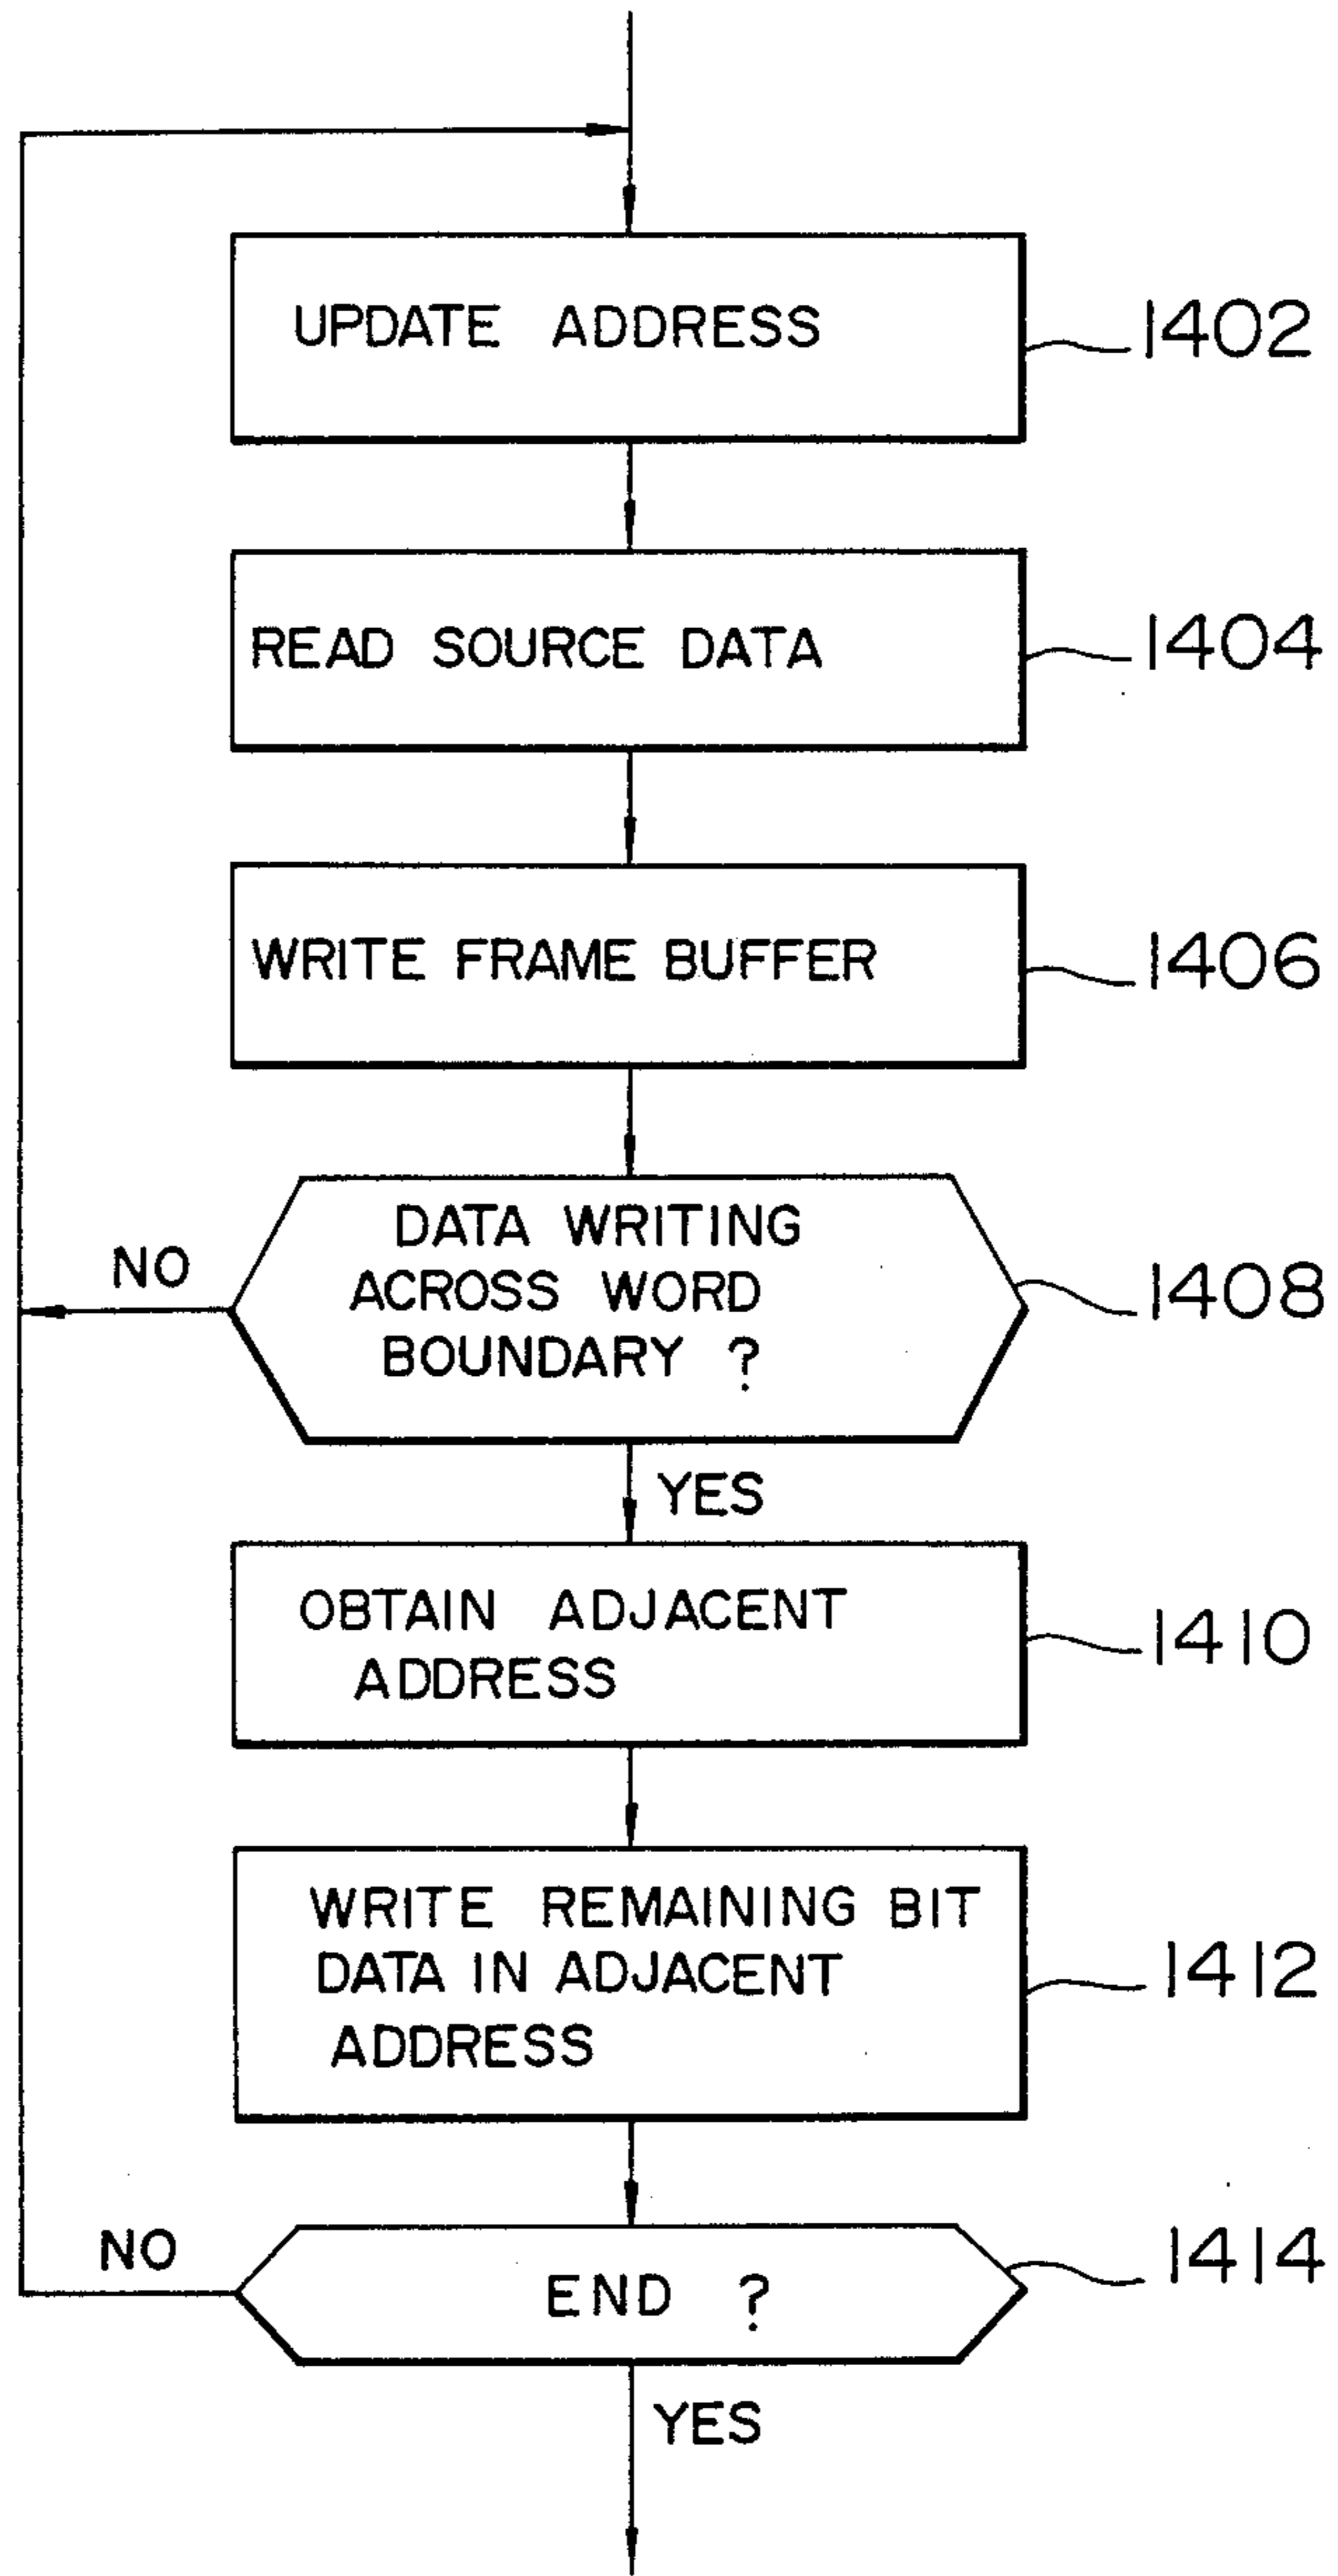 UPDATE ADDRESS
1402
READ SOURCE DATA
1404
WRITE FRAME BUFFER
1406
DATA WRITING
ACROSS WORD
BOUNDARY ?
1408
NO
YES
OBTAIN ADJACENT
ADDRESS
1410
WRITE REMAINING BIT
DATA IN ADJACENT
ADDRESS
1412
END ?
1414
NO
YES